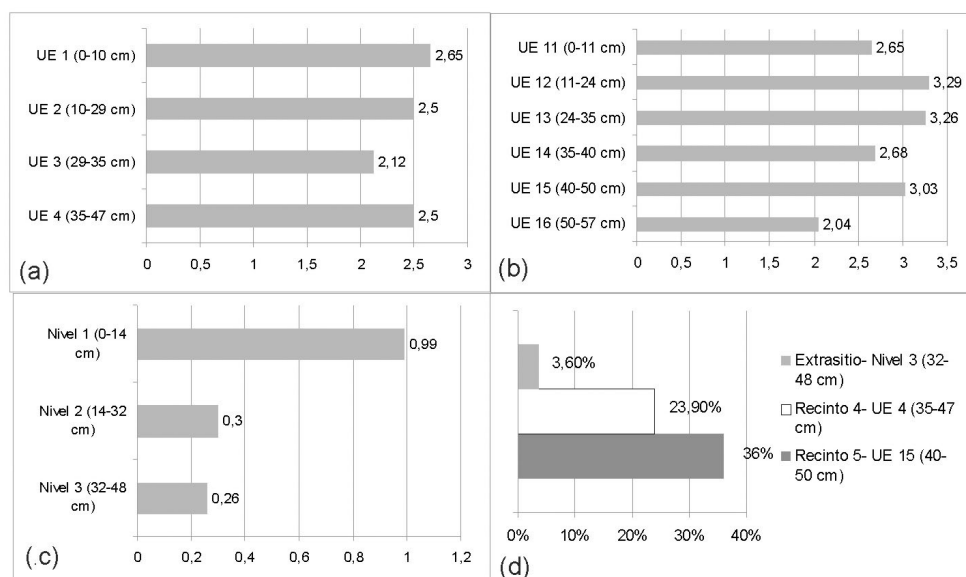 UE 1 (0-10 cm)
2,65
UE 2 (10-29 cm)
2,5
UE 3 (29-35 cm)
2,12
UE 4 (35-47 cm)
2,5
0 0,5 1 1,5 2 2,5 3
(a)
UE 11 (0-11 cm)
2,65
UE 12 (11-24 cm)
3,29
UE 13 (24-35 cm)
3,26
UE 14 (35-40 cm)
2,68
UE 15 (40-50 cm)
3,03
UE 16 (50-57 cm)
2,04
0 0,5 1 1,5 2 2,5 3 3,5
(b)
Nivel 1 (0-14
cm)
0,99
Nivel 2 (14-32
cm)
0,3
Nivel 3 (32-48
cm)
0,26
0 0,2 0,4 0,6 0,8 1 1,2
(.c)
3,60%
23,90%
36%
0% 10% 20% 30% 40%
Extrasitio- Nivel 3 (32-
48 cm)
Recinto 4- UE 4 (35-47
cm)
Recinto 5- UE 15 (40-
50 cm)
(d)